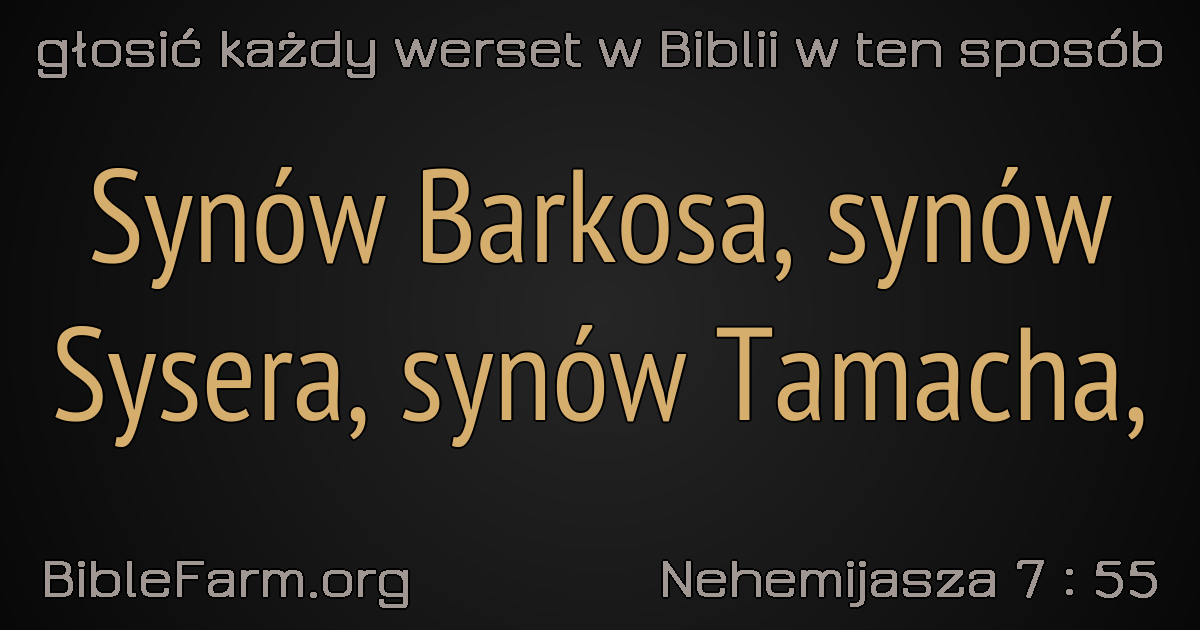 głosić każdy werset w Biblii w ten sposób
Synów Barkosa, synów
Sysera, synów Tamacha,
BibleFarm.org
Nehemijasza 7 : 55